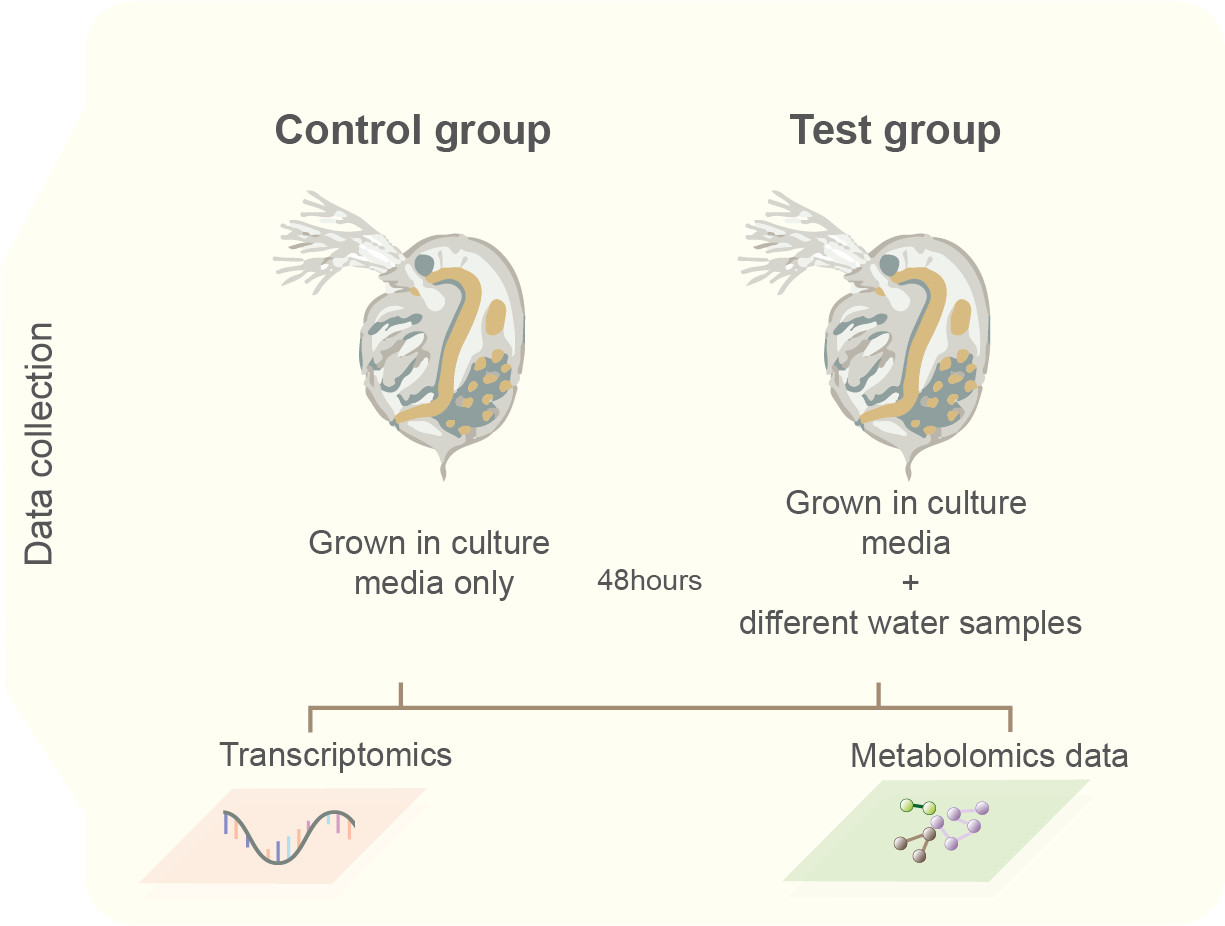 Data collection
Control group
Test group
Grown in culture
media only
48hours
Grown in culture
media
+
different water samples
Transcriptomics
Metabolomics data